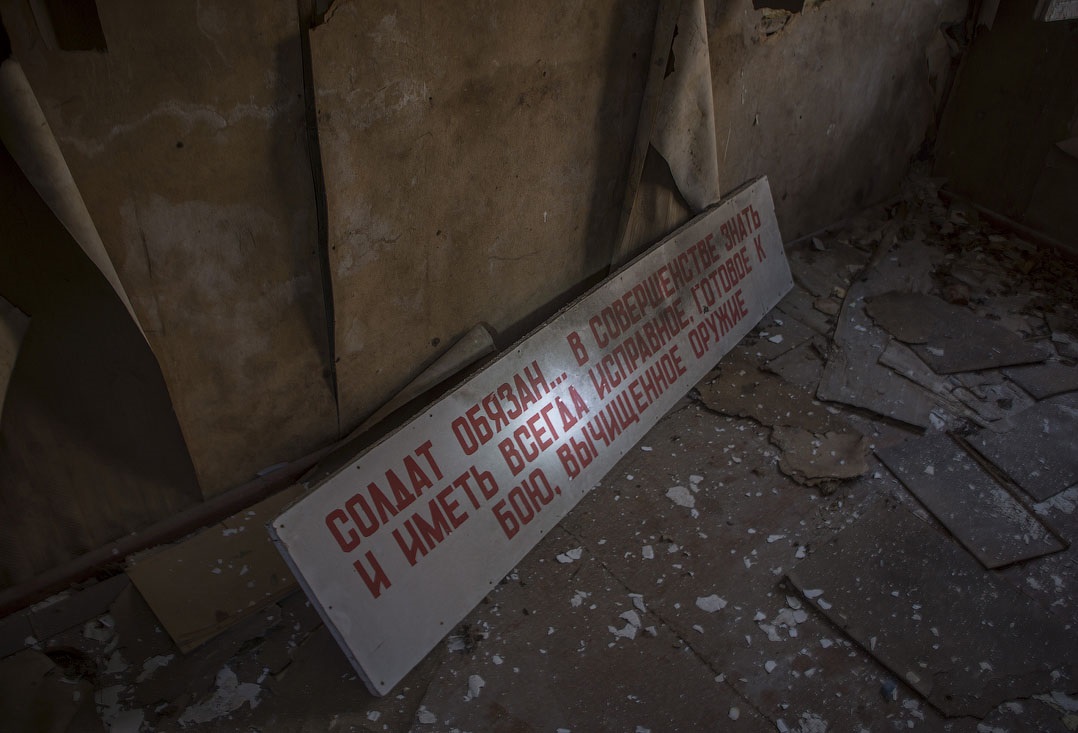 СОЛДАТ ОБЯЗАН... В СОВЕРШЕНСТВЕ ЗНАТЬ
И ИМЕТЬ ВСЕГДА ИСПРАВНОЕ, ГОТОВОЕ К
БОЮ, ВЫЧИЩЕННОЕ ОРУЖИЕ